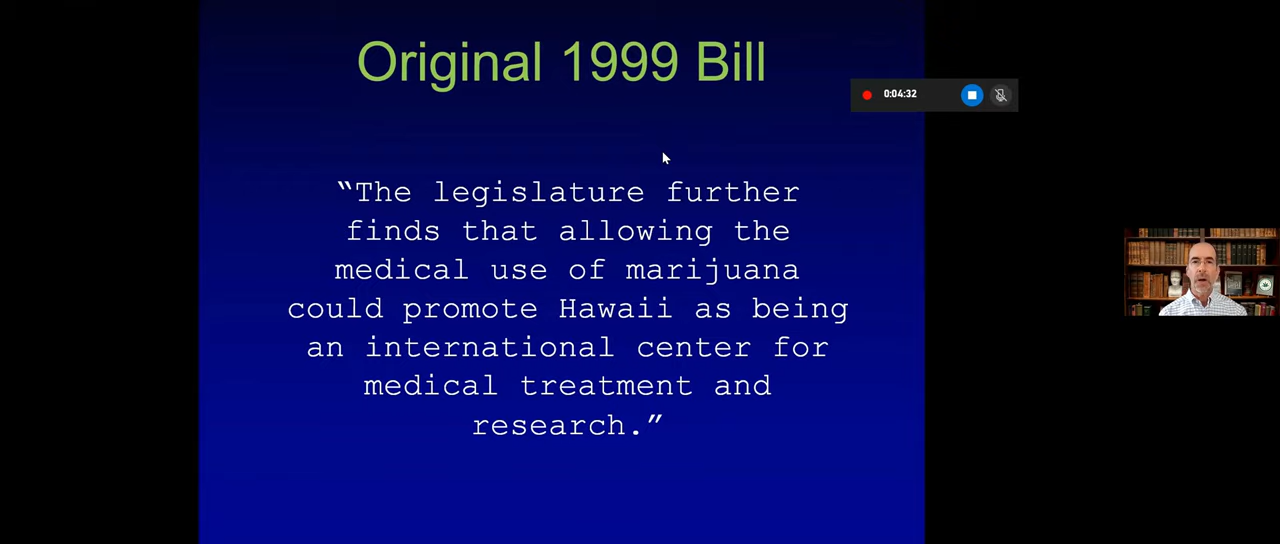 Original 1999 Bill
0:04:32
“The legislature further
finds that allowing the
medical use of marijuana
could promote Hawaii as being
an international center for
medical treatment and
research.”